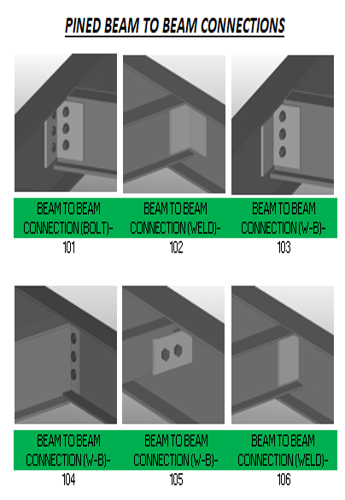 PINED BEAM TO BEAM CONNECTIONS
BEAM TO BEAM
CONNECTION (BOLT)-
101
BEAM TO BEAM
CONNECTION (WELD)-
102
BEAM TO BEAM
CONNECTION (W-B)-
103
BEAM TO BEAM
CONNECTION (W-B)-
104
BEAM TO BEAM
CONNECTION (W-B)-
105
BEAM TO BEAM
CONNECTION (WELD)-
106